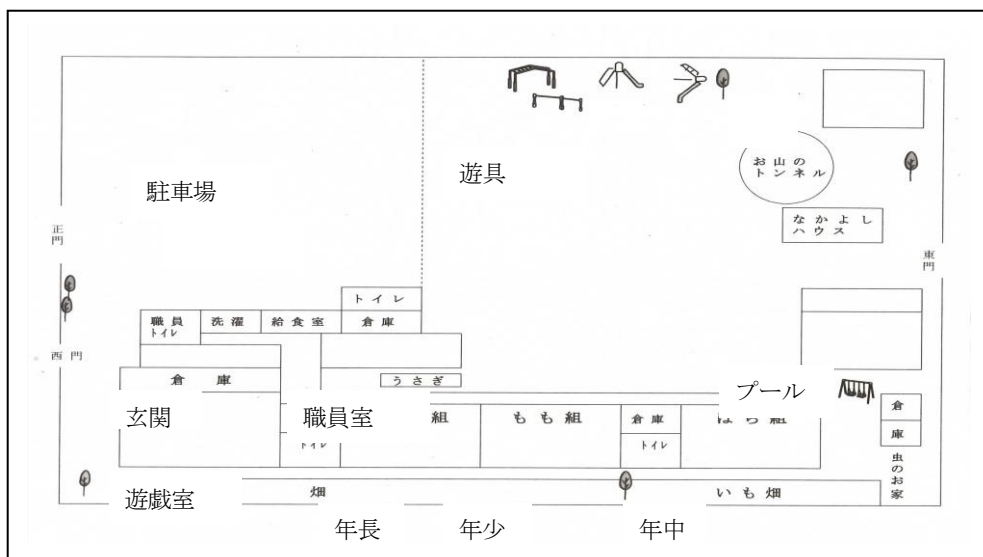 遊具
駐車場
お山の
トンネル
なかよし
ハウス
正門
東門
トイレ
職員
トイレ
洗濯
給食室
倉庫
西門
倉庫
うさぎ
プール
玄関
職員室
組
もも組
倉庫
トイレ
トイレ
倉庫
虫のお家
遊戯室
畑
いも畑
年長
年少
年中